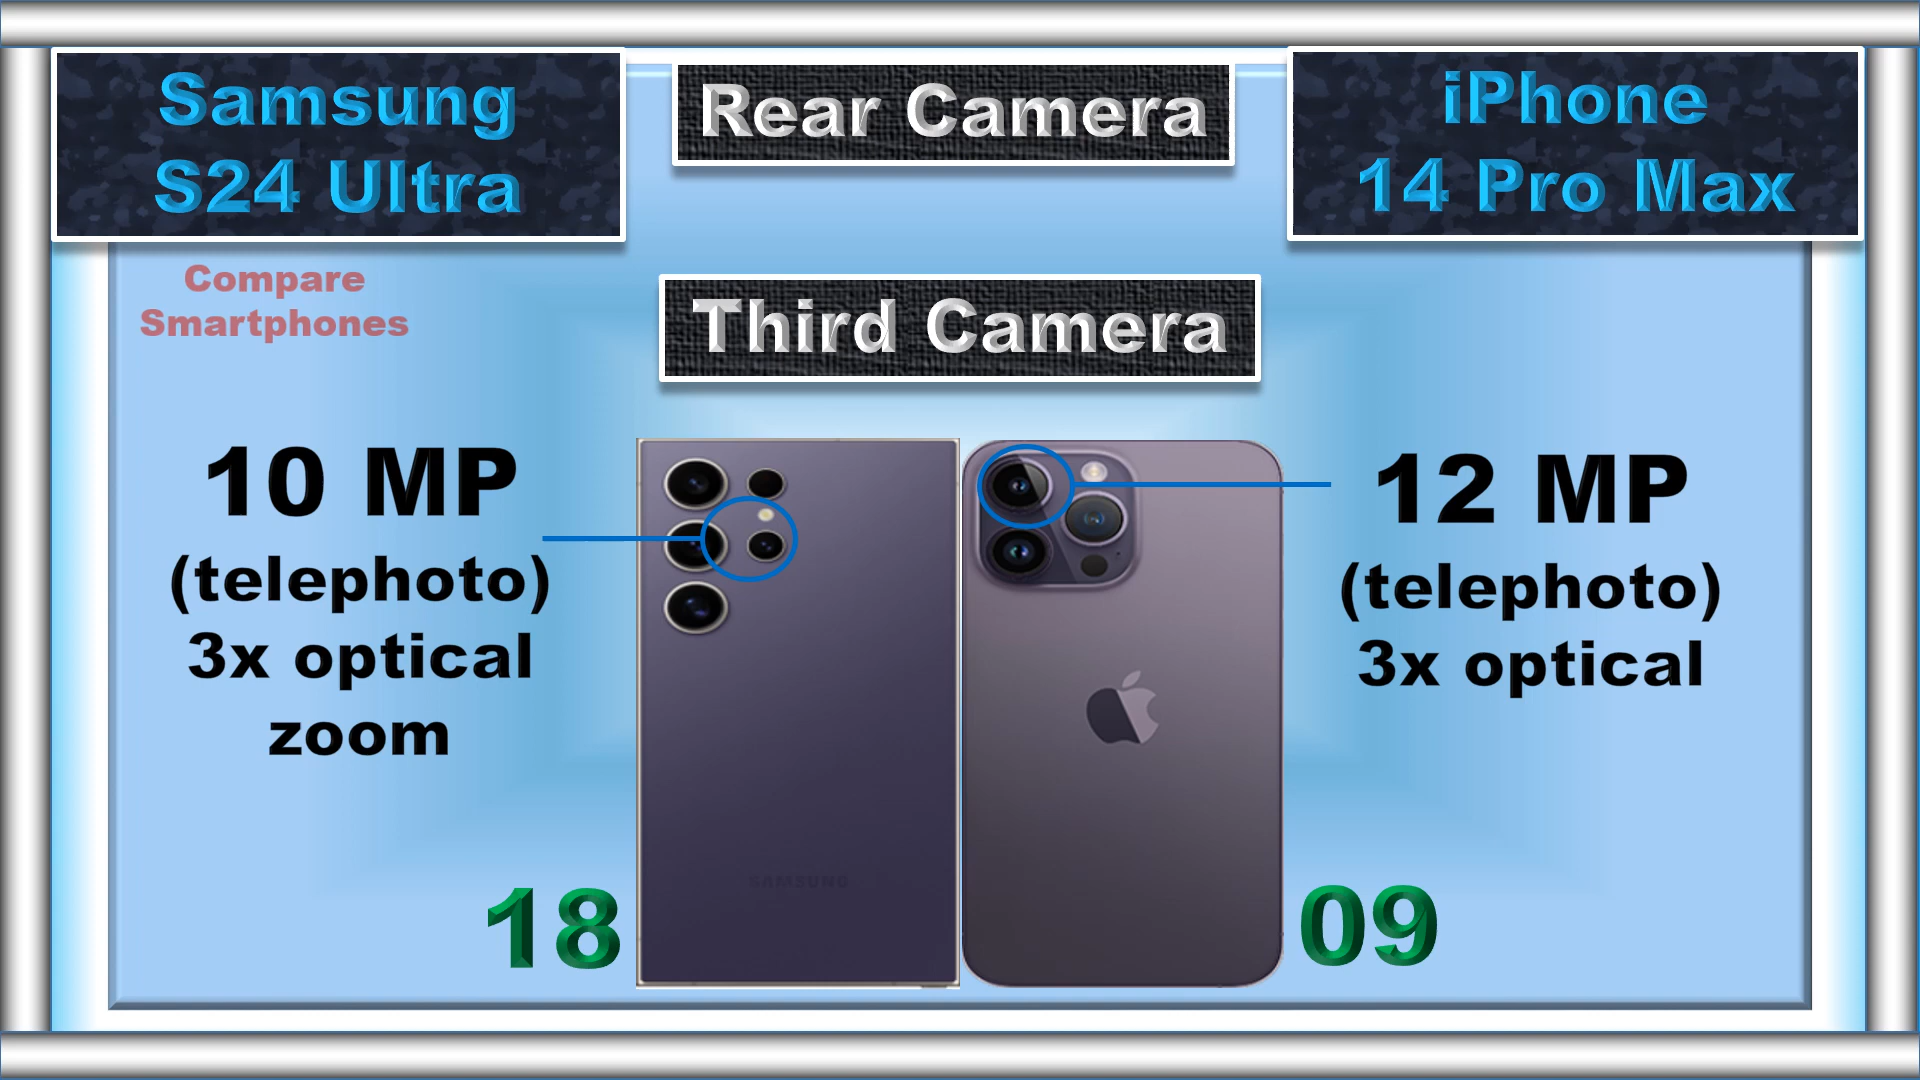 Samsung
S24 Ultra
Rear Camera
iPhone
14 Pro Max
Compare
Smartphones
Third Camera
10 MP
(telephoto)
3x optical
zoom
12 MP
(telephoto)
3x optical
SAMSUNG
18
09